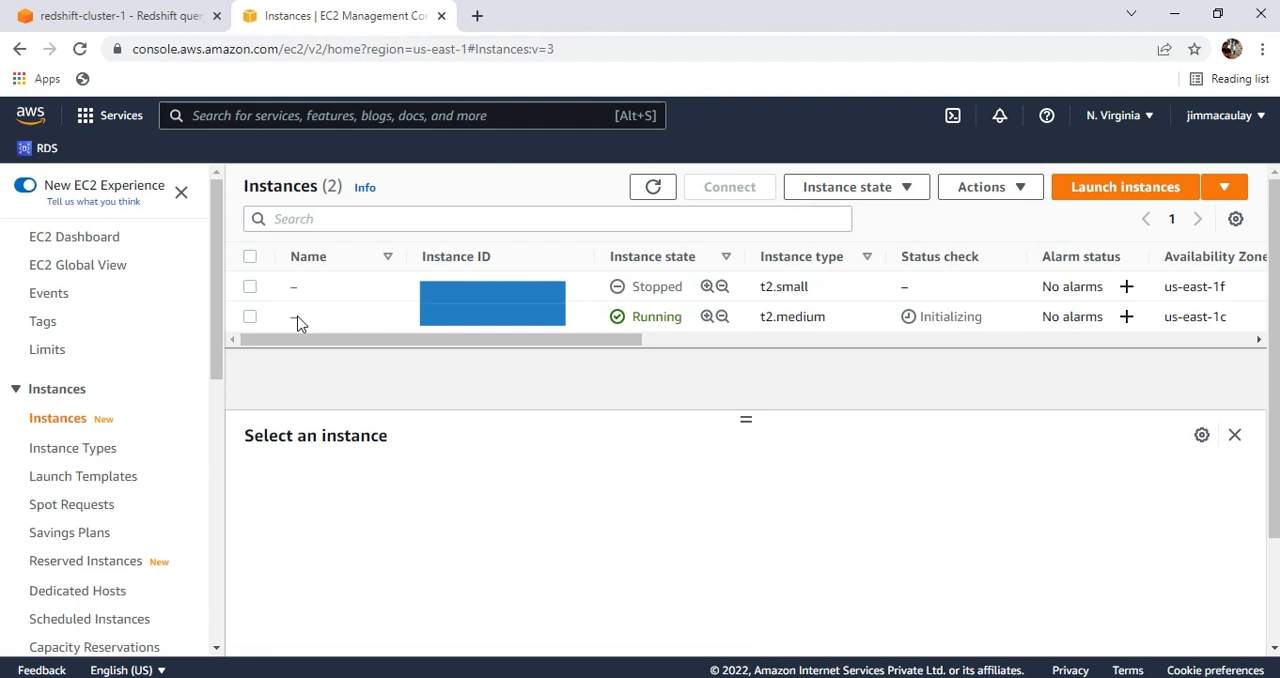 redshift-cluster-1 - Redshift quer
Instances | EC2 Management Con
console.aws.amazon.com/ec2/v2/home?region=us-east-1#Instances:v=3
Apps
Reading list
aws
Services
Search for services, features, blogs, docs, and more
[Alt+S]
N. Virginia
jimmacaulay
RDS
New EC2 Experience
Tell us what you think
EC2 Dashboard
EC2 Global View
Events
Tags
Limits
Instances
Instances New
Instance Types
Launch Templates
Spot Requests
Savings Plans
Reserved Instances New
Dedicated Hosts
Scheduled Instances
Capacity Reservations
Instances (2) Info
Connect
Instance state
Actions
Launch instances
Search
1
Name Instance ID Instance state Instance type Status check Alarm status Availability Zone
– Stopped t2.small – No alarms + us-east-1f
– Running t2.medium Initializing No alarms + us-east-1c
Select an instance
Feedback English (US) © 2022, Amazon Internet Services Private Ltd. or its affiliates. Privacy Terms Cookie preferences